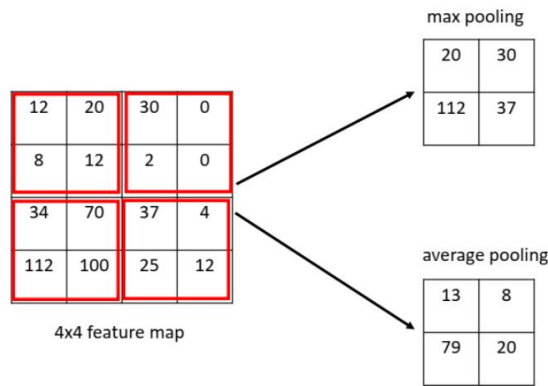 max pooling
20 30
112 37
12 20 30 0
8 12 2 0
34 70 37 4
112 100 25 12
4x4 feature map
average pooling
13 8
79 20